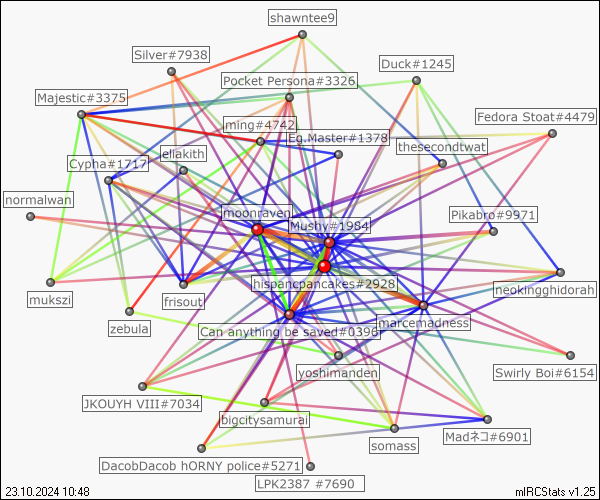 shawntee9
Silver#7938
Duck#1245
Pocket Persona#3326
Majestic#3375
Fedora Stoat#4479
ming#4742
Eg.Master#1378
thesecondtwat
eliakith
Cypha#1717
normalwan
moonraven
Pikabro#9971
Mushy#1984
hispancpancakes#2928
mukszi
frisout
neokingghidorah
zebula
Can anything be saved#0396
marcemadness
yoshimanden
Swirly Boi#6154
JKOUYH VIII#7034
bigcitysamurai
somass
Madネコ#6901
DacobDacob hORNY police#5271
LPK2387 #7690
23.10.2024 10:48
mIRCStats v1.25